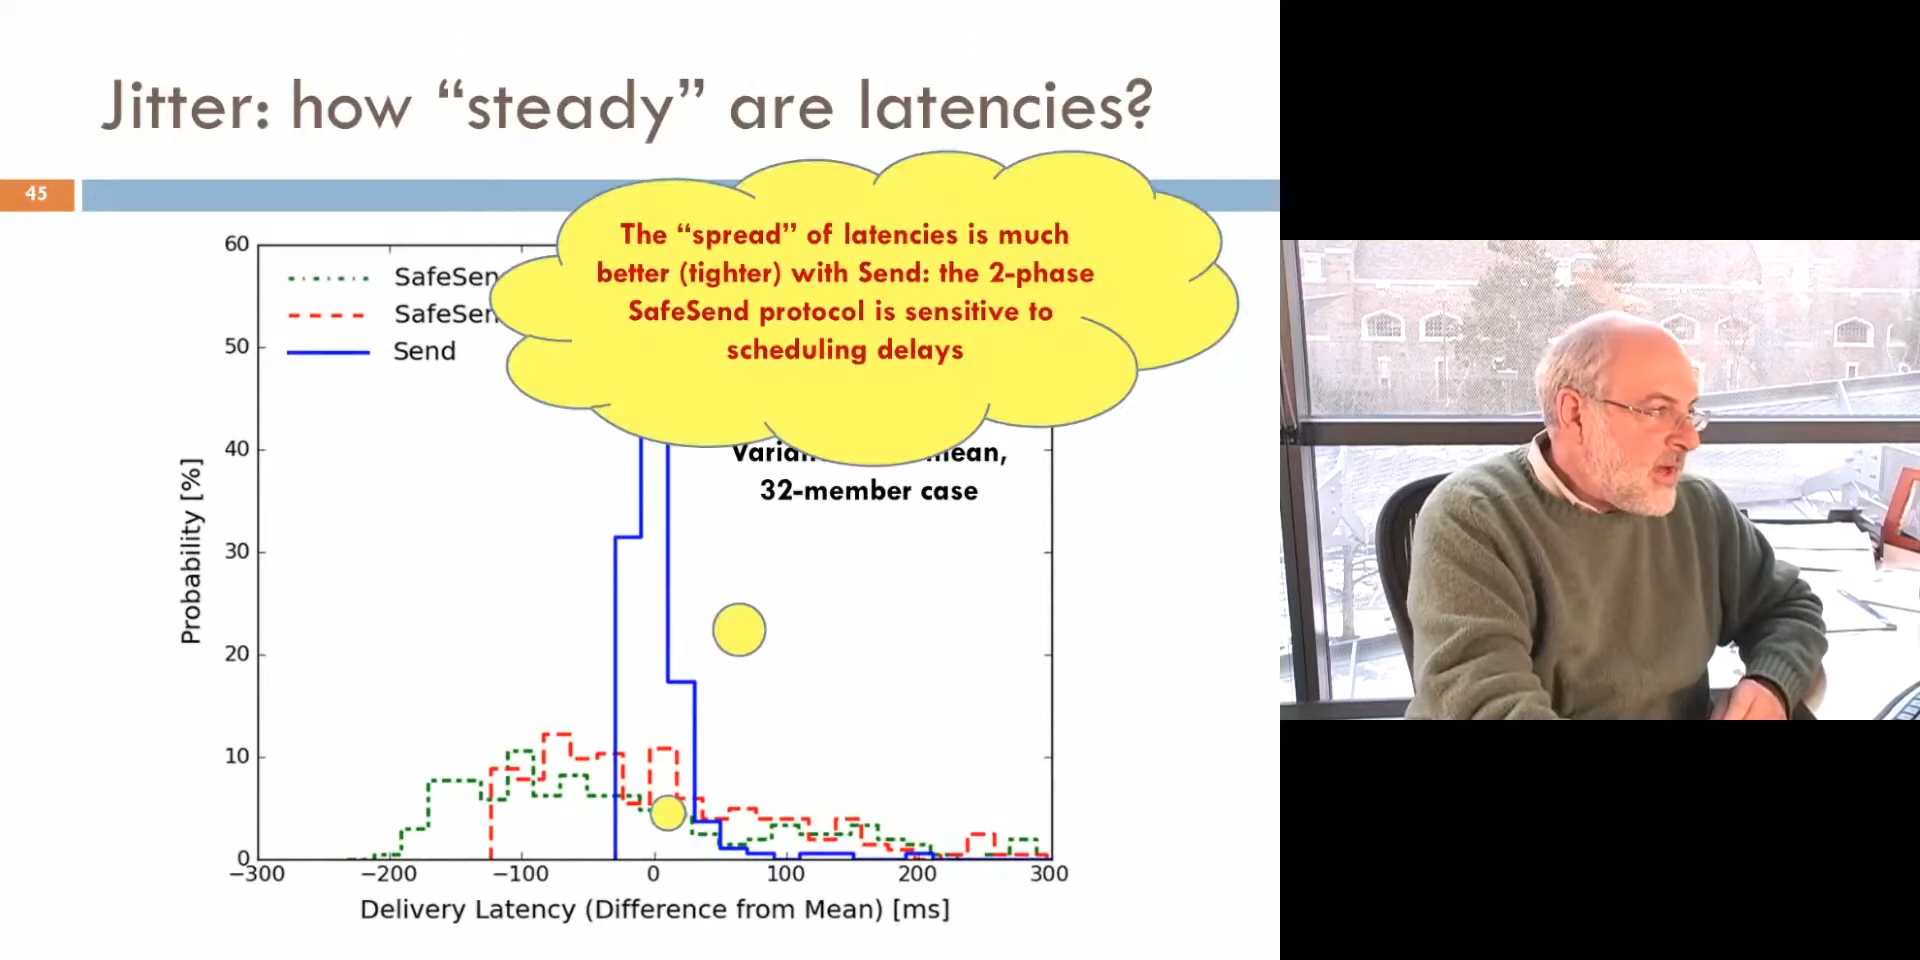 Jitter: how “steady” are latencies?
45
The “spread” of latencies is much
better (tighter) with Send: the 2-phase
SafeSend protocol is sensitive to
scheduling delays
Send
32-member case
60
50
40
30
20
10
0
Probability [%]
−300 −200 −100 0 100 200 300
Delivery Latency (Difference from Mean) [ms]